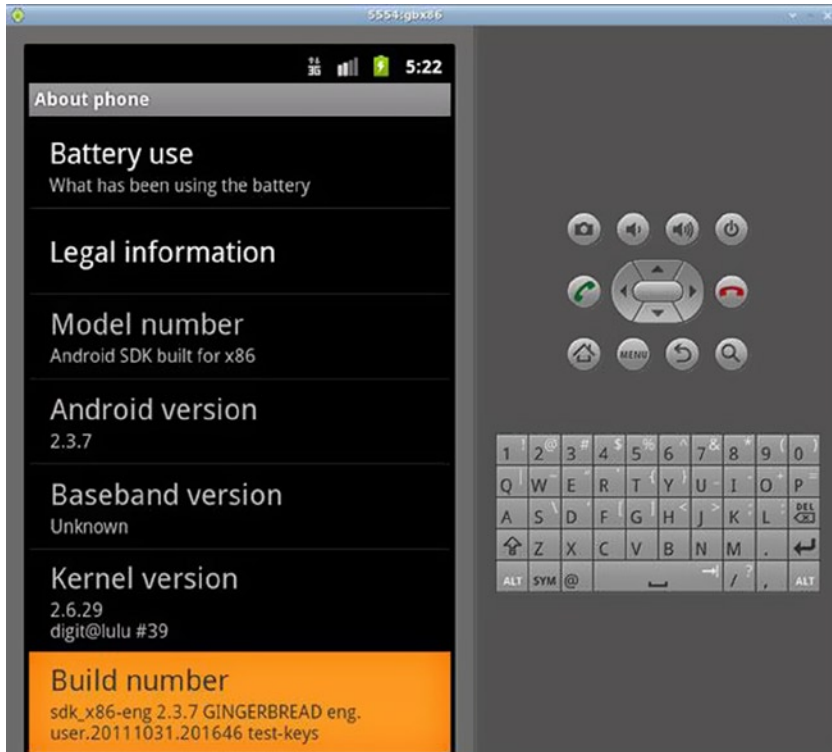 5554:gbx86
3G 5:22
About phone
Battery use
What has been using the battery
Legal information
Model number
Android SDK built for x86
Android version
2.3.7
Baseband version
Unknown
Kernel version
2.6.29
digit@lulu #39
Build number
sdk_x86-eng 2.3.7 GINGERBREAD eng.
user.20111031.201646 test-keys
MENU
1 ! 2 @ 3 # 4 $ 5 % 6 ^ 7 & 8 * 9 ( 0 )
Q | W ~ E " R ` T { Y } U - I O + P =
A S \ D ' F [ G ] H < J > K ; L : DEL
Z X C V B N M .
ALT SYM @ / ? , ALT